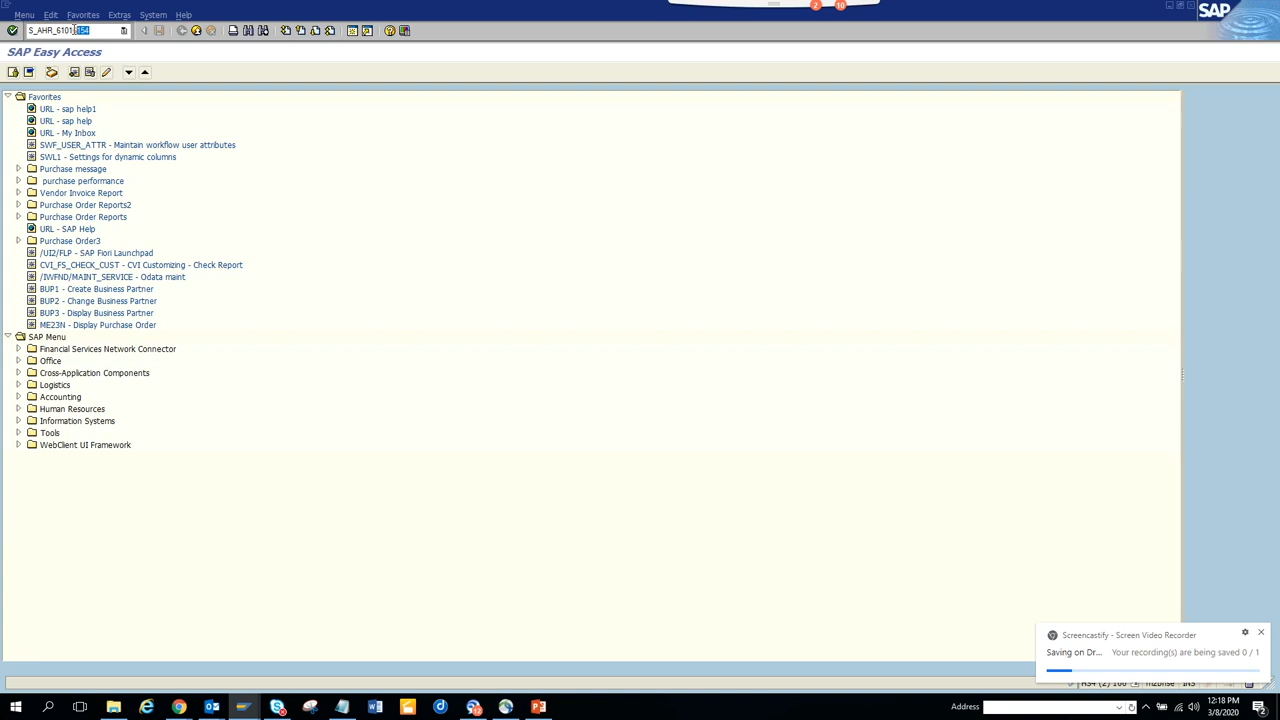 Menu Edit Favorites Extras System Help
2 10
SAP
S_AHR_6101
SAP Easy Access
Favorites
URL - sap help1
URL - sap help
URL - My Inbox
SWF_USER_ATTR - Maintain workflow user attributes
SWL1 - Settings for dynamic columns
Purchase message
purchase performance
Vendor Invoice Report
Purchase Order Reports2
Purchase Order Reports
URL - SAP Help
Purchase Order3
/UI2/FLP - SAP Fiori Launchpad
CVI_FS_CHECK_CUST - CVI Customizing - Check Report
/IWFND/MAINT_SERVICE - Odata maint
BUP1 - Create Business Partner
BUP2 - Change Business Partner
BUP3 - Display Business Partner
ME23N - Display Purchase Order
SAP Menu
Financial Services Network Connector
Office
Cross-Application Components
Logistics
Accounting
Human Resources
Information Systems
Tools
WebClient UI Framework
Screencastify - Screen Video Recorder
Saving on Dr... Your recording(s) are being saved 0 / 1
Address
12:18 PM
3/8/2020
2